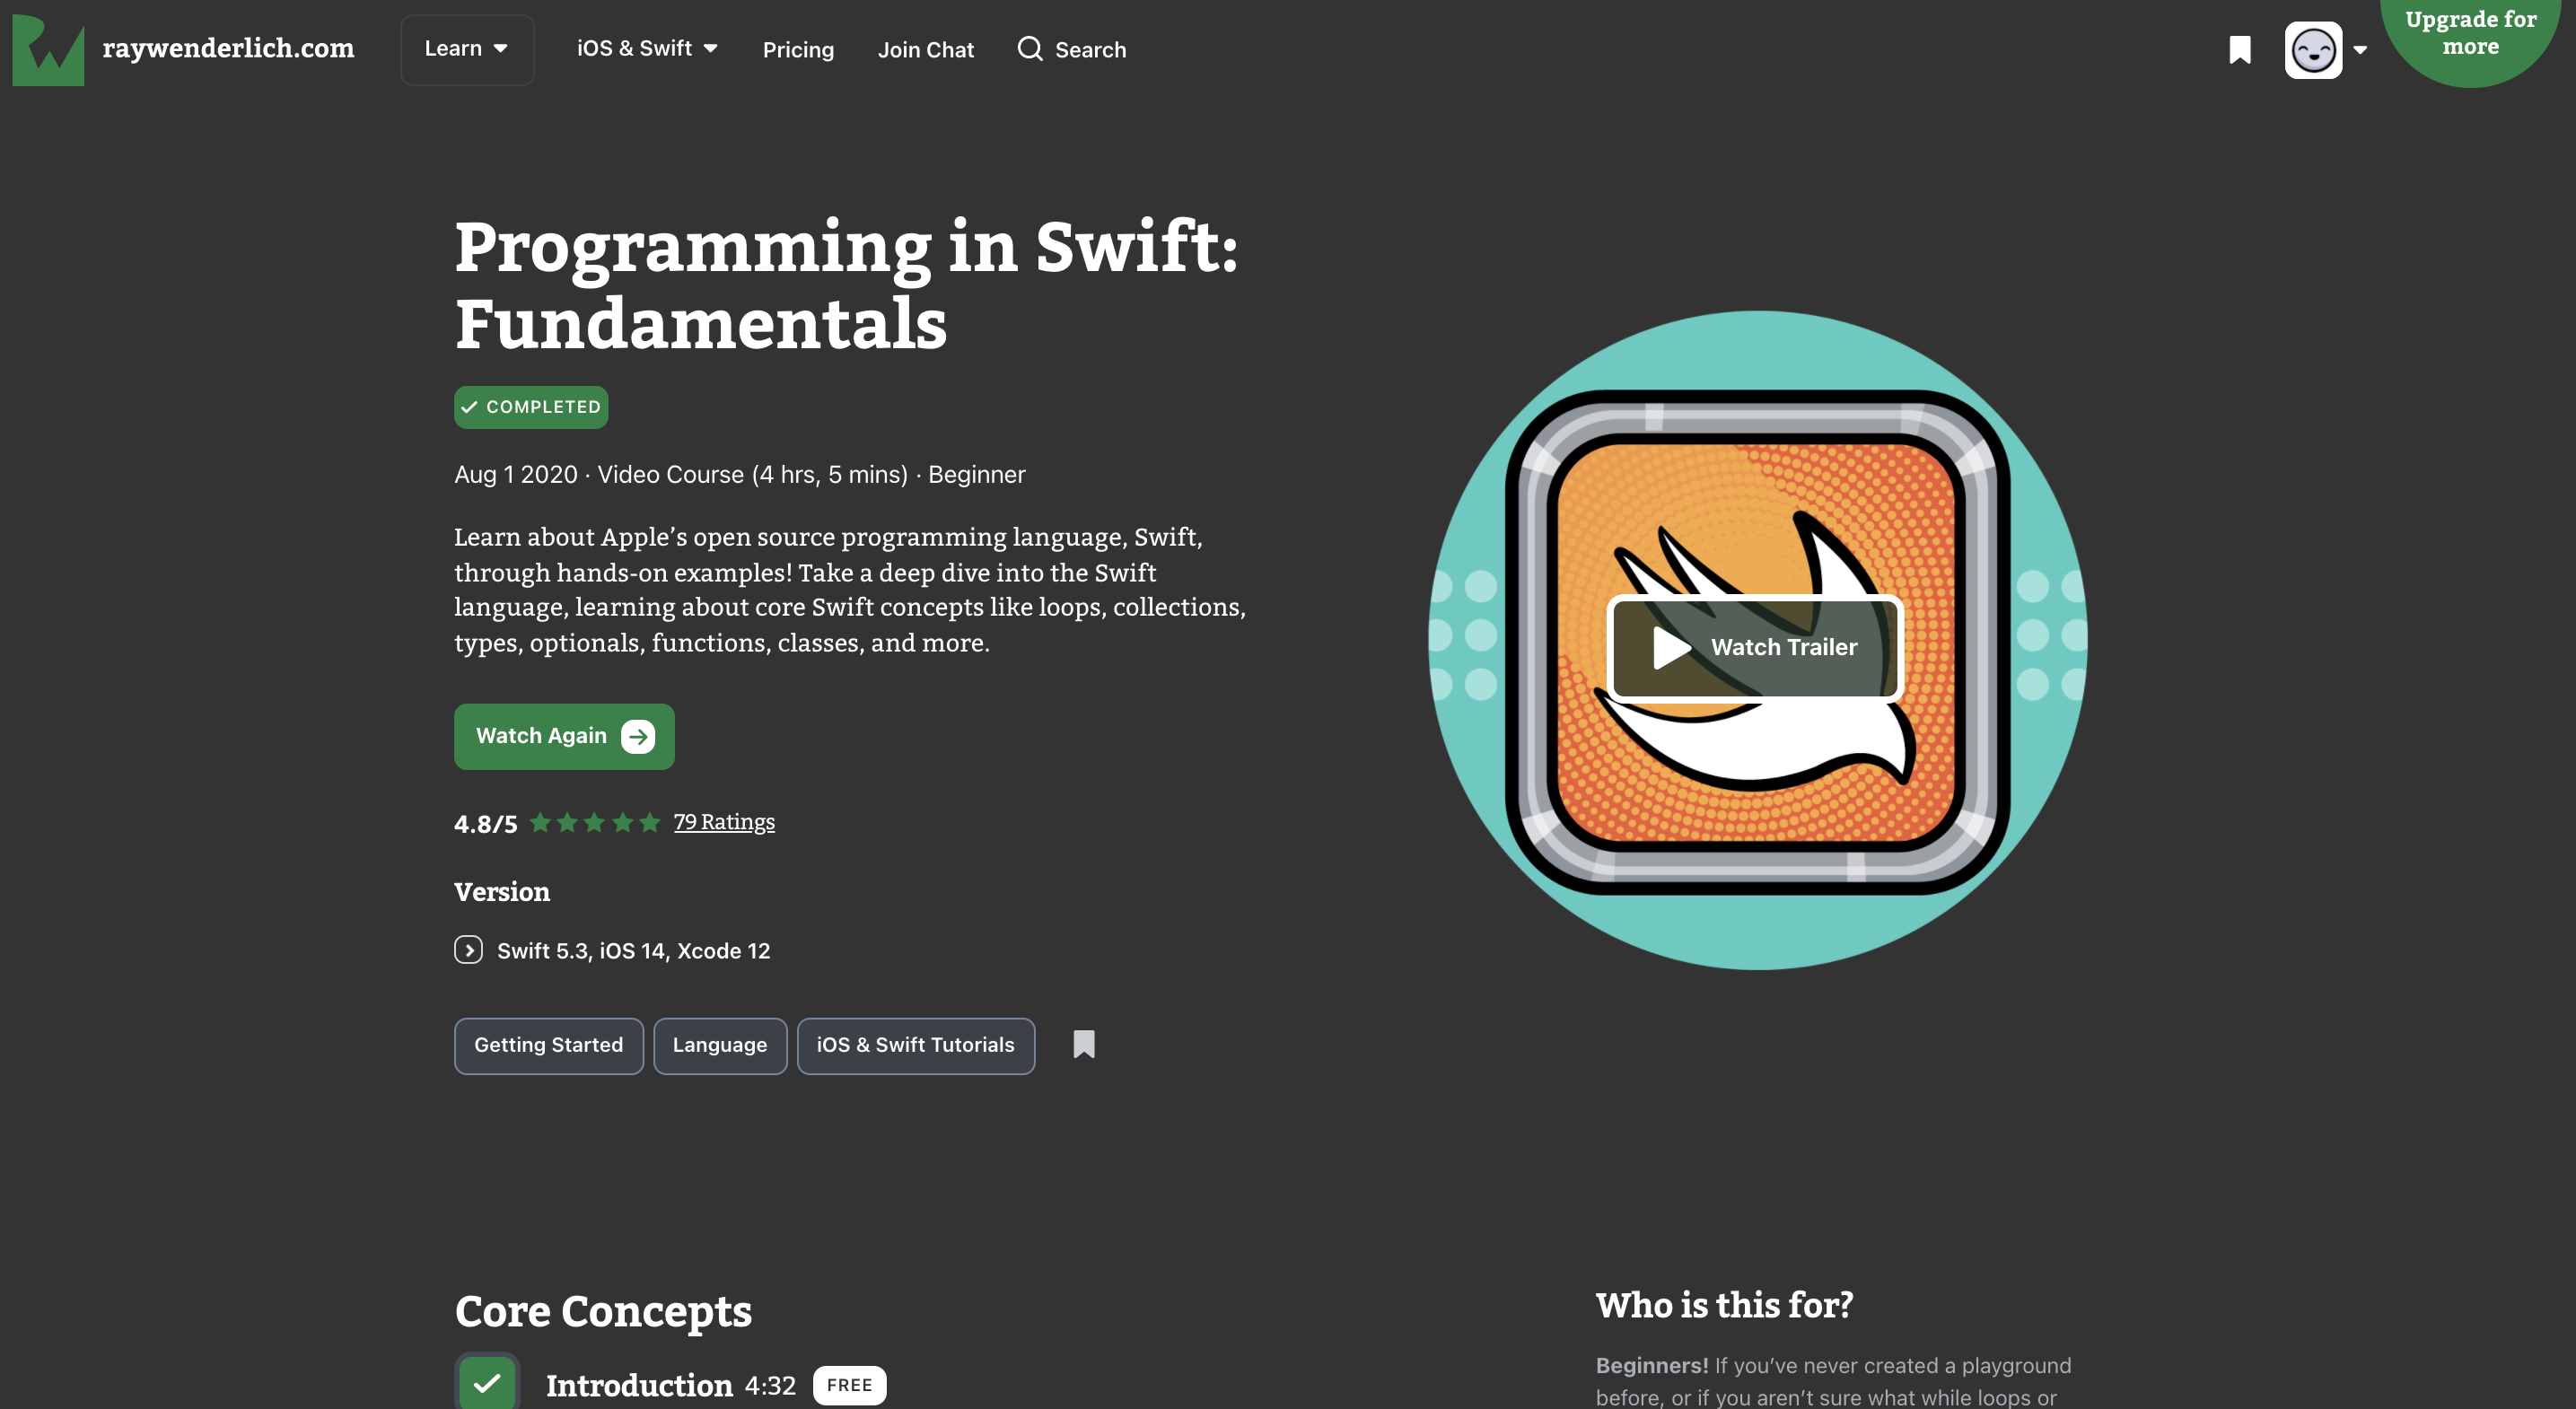 raywenderlich.com
Learn
iOS & Swift
Pricing
Join Chat
Search
Upgrade for
more
Programming in Swift:
Fundamentals
COMPLETED
Aug 1 2020 · Video Course (4 hrs, 5 mins) · Beginner
Learn about Apple’s open source programming language, Swift,
through hands-on examples! Take a deep dive into the Swift
language, learning about core Swift concepts like loops, collections,
types, optionals, functions, classes, and more.
Watch Again
4.8/5
79 Ratings
Version
Swift 5.3, iOS 14, Xcode 12
Getting Started
Language
iOS & Swift Tutorials
Watch Trailer
Core Concepts
Introduction 4:32 FREE
Who is this for?
Beginners! If you’ve never created a playground
before, or if you aren’t sure what while loops or